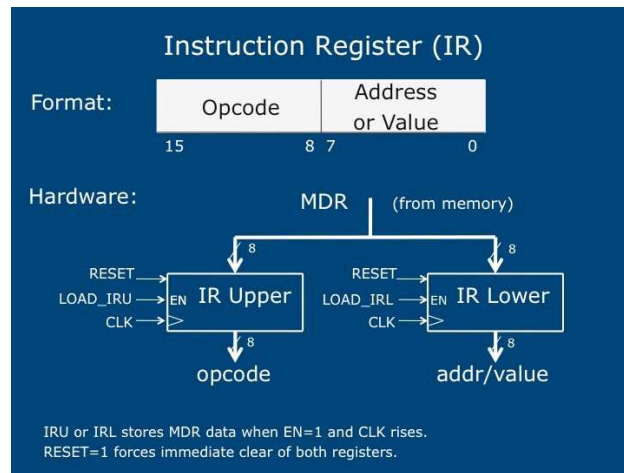 Instruction Register (IR)
Format:
Opcode
Address
or Value
15 8 7 0
Hardware:
MDR (from memory)
8 8
RESET RESET
LOAD_IRU EN IR Upper LOAD_IRL EN IR Lower
CLK CLK
8 8
opcode addr/value
IRU or IRL stores MDR data when EN=1 and CLK rises.
RESET=1 forces immediate clear of both registers.